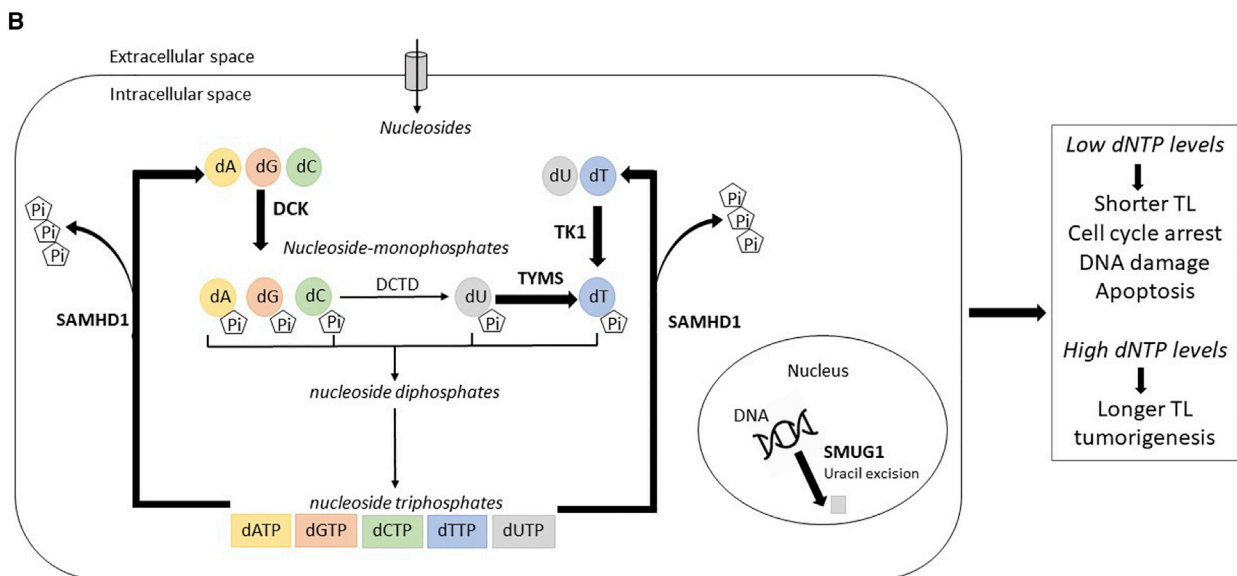 B
Extracellular space
Intracellular space
Nucleosides
dA dG dC
dU dT
DCK
TK1
Nucleoside-monophosphates
DCTD
TYMS
dA dG dC dU dT
Pi Pi Pi Pi Pi
Pi
Pi
Pi
Pi
Pi
Pi
SAMHD1
SAMHD1
nucleoside diphosphates
nucleoside triphosphates
dATP dGTP dCTP dTTP dUTP
Nucleus
DNA
SMUG1
Uracil excision
Low dNTP levels
Shorter TL
Cell cycle arrest
DNA damage
Apoptosis
High dNTP levels
Longer TL
tumorigenesis